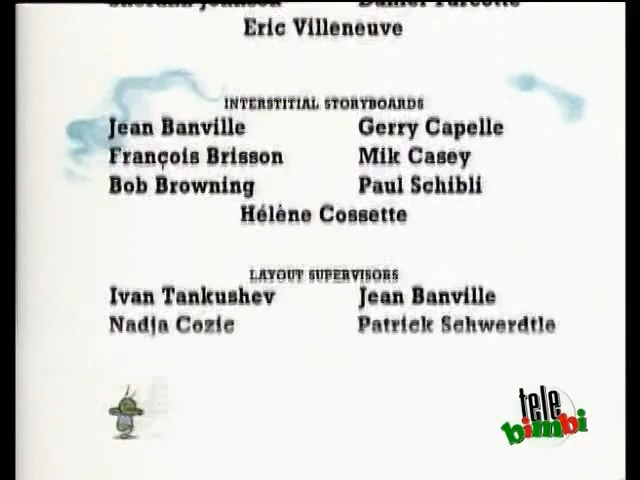 Eric Villeneuve
INTERSTITIAL STORYBOARDS
Jean Banville Gerry Capelle
François Brisson Mik Casey
Bob Browning Paul Schibli
Hélène Cossette
LAYOUT SUPERVISORS
Ivan Tankushev Jean Banville
Nadja Cozic Patrick Schwerdtle
tele
bimbi